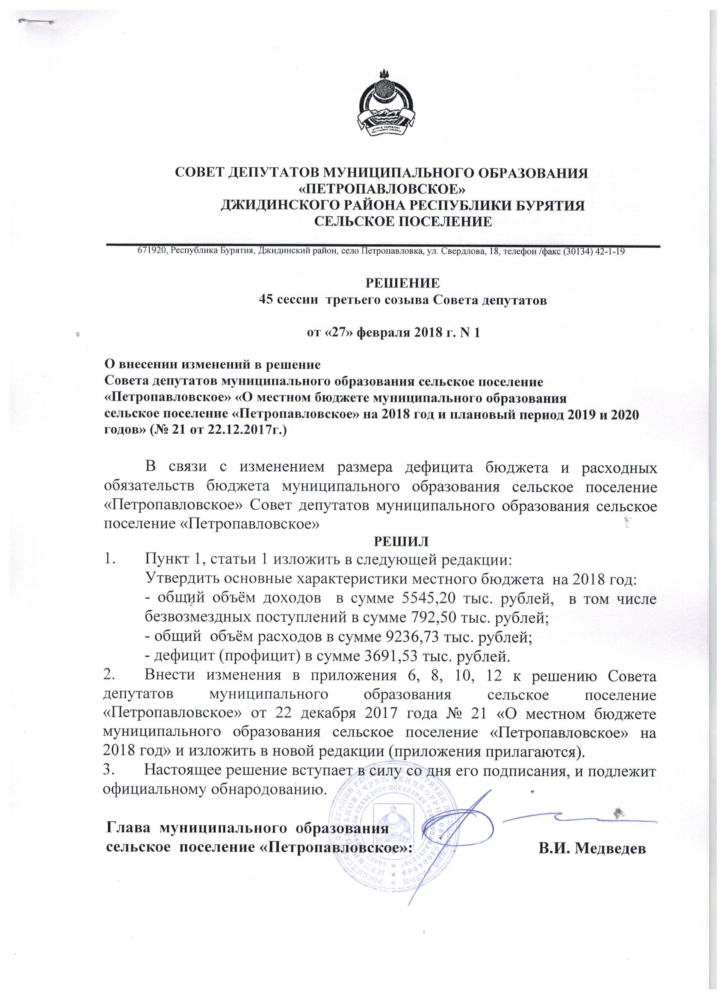 СОВЕТ ДЕПУТАТОВ МУНИЦИПАЛЬНОГО ОБРАЗОВАНИЯ
«ПЕТРОПАВЛОВСКОЕ»
ДЖИДИНСКОГО РАЙОНА РЕСПУБЛИКИ БУРЯТИЯ
СЕЛЬСКОЕ ПОСЕЛЕНИЕ
671920, Республика Бурятия, Джидинский район, село Петропавловка, ул. Свердлова, 18, телефон /факс (30134) 42-1-19
РЕШЕНИЕ
45 сессии третьего созыва Совета депутатов
от «27» февраля 2018 г. N 1
О внесении изменений в решение
Совета депутатов муниципального образования сельское поселение
«Петропавловское» «О местном бюджете муниципального образования
сельское поселение «Петропавловское» на 2018 год и плановый период 2019 и 2020
годов» (№ 21 от 22.12.2017г.)
В связи с изменением размера дефицита бюджета и расходных
обязательств бюджета муниципального образования сельское поселение
«Петропавловское» Совет депутатов муниципального образования сельское
поселение «Петропавловское»
РЕШИЛ
1. Пункт 1, статьи 1 изложить в следующей редакции:
Утвердить основные характеристики местного бюджета на 2018 год:
- общий объём доходов в сумме 5545,20 тыс. рублей, в том числе
безвозмездных поступлений в сумме 792,50 тыс. рублей;
- общий объём расходов в сумме 9236,73 тыс. рублей;
- дефицит (профицит) в сумме 3691,53 тыс. рублей.
2. Внести изменения в приложения 6, 8, 10, 12 к решению Совета
депутатов муниципального образования сельское поселение
«Петропавловское» от 22 декабря 2017 года № 21 «О местном бюджете
муниципального образования сельское поселение «Петропавловское» на
2018 год» и изложить в новой редакции (приложения прилагаются).
3. Настоящее решение вступает в силу со дня его подписания, и подлежит
официальному обнародованию.
Глава муниципального образования
сельское поселение «Петропавловское»:
В.И. Медведев